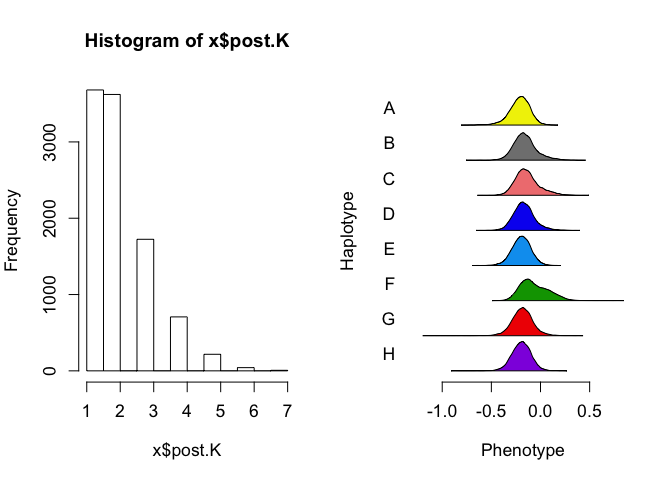 Histogram of x$post.K
Frequency
0
1000
2000
3000
1 2 3 4 5 6 7
x$post.K
Haplotype
A
B
C
D
E
F
G
H
-1.0 -0.5 0.0 0.5
Phenotype